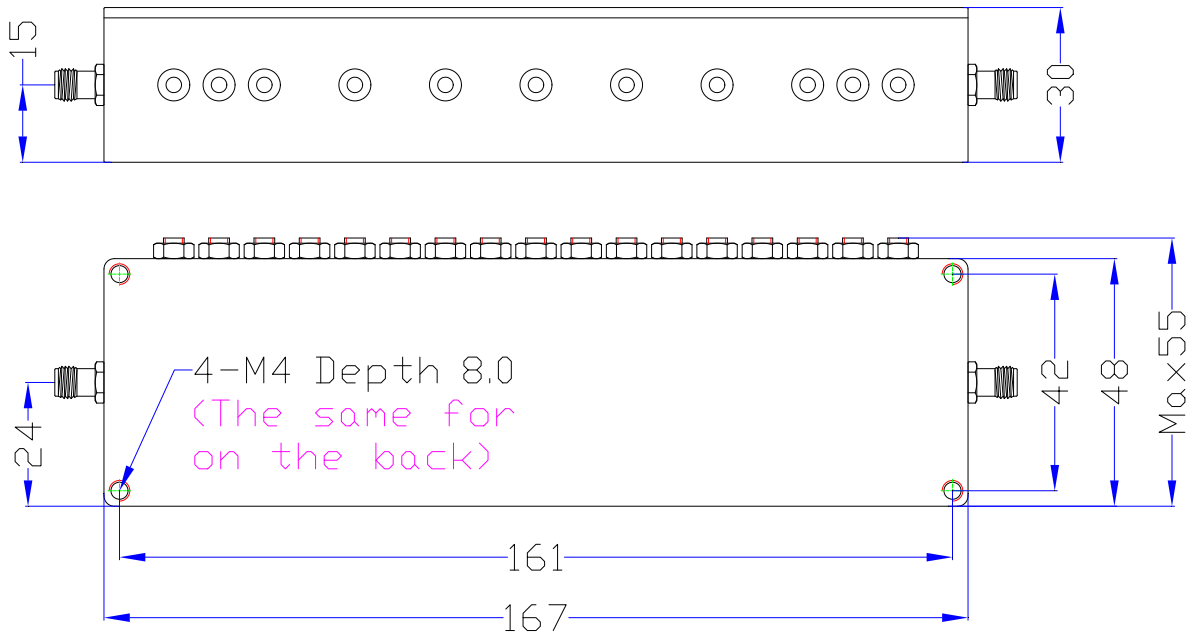 15
30
4-M4 Depth 8.0
(The same for
on the back)
24
42
48
Max55
161
167